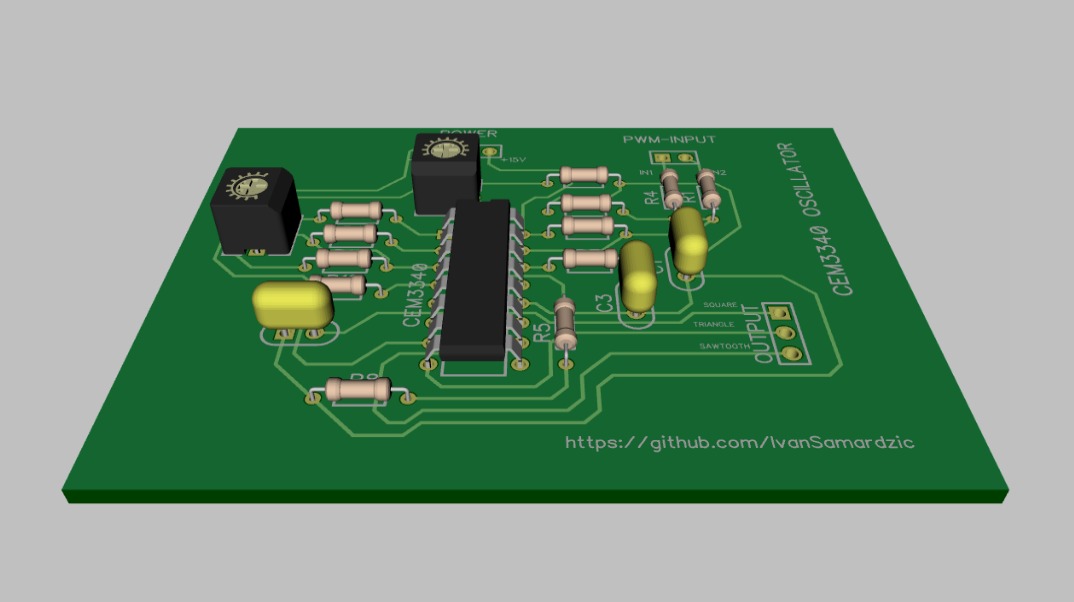 POWER
+15V
PWM-INPUT
IN1
IN2
R4
R1
CEM3340 OSCILLATOR
CEM3340
C3
R5
SQUARE
TRIANGLE
SAWTOOTH
OUTPUT
https://github.com/IvanSamardzic